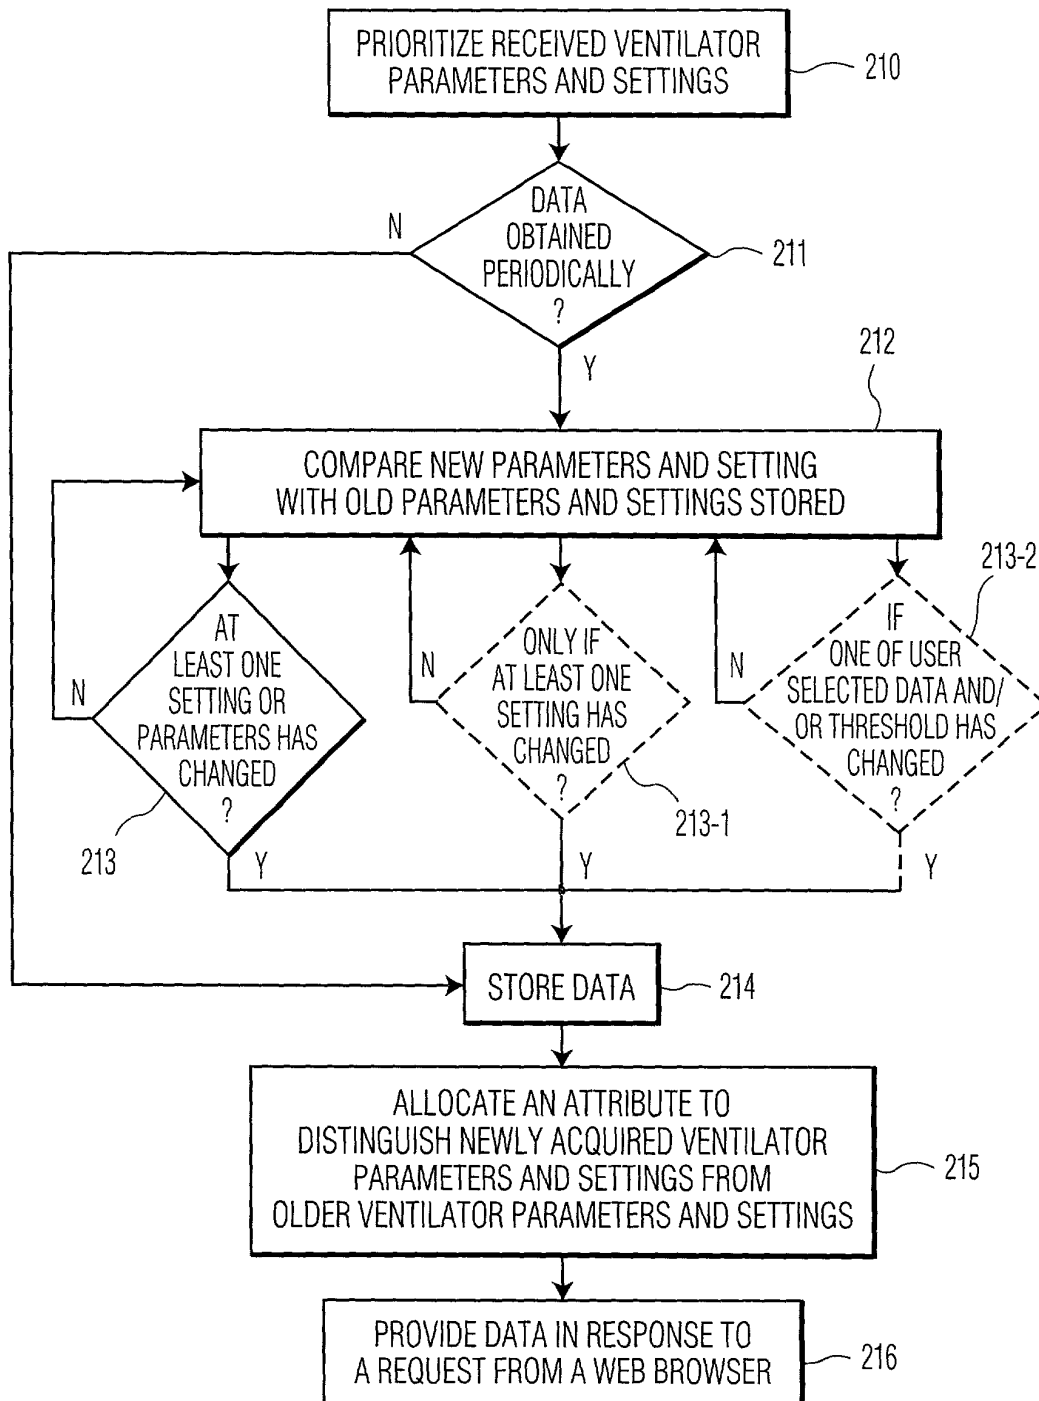 PRIORITIZE RECEIVED VENTILATOR
PARAMETERS AND SETTINGS
210
DATA
OBTAINED
PERIODICALLY
?
N
211
Y
212
COMPARE NEW PARAMETERS AND SETTING
WITH OLD PARAMETERS AND SETTINGS STORED
AT
LEAST ONE
SETTING OR
PARAMETERS HAS
CHANGED
?
N
213
Y
ONLY IF
AT LEAST ONE
SETTING HAS
CHANGED
?
N
213-1
Y
IF
ONE OF USER
SELECTED DATA AND/
OR THRESHOLD HAS
CHANGED
?
N
213-2
Y
STORE DATA
214
ALLOCATE AN ATTRIBUTE TO
DISTINGUISH NEWLY ACQUIRED VENTILATOR
PARAMETERS AND SETTINGS FROM
OLDER VENTILATOR PARAMETERS AND SETTINGS
215
PROVIDE DATA IN RESPONSE TO
A REQUEST FROM A WEB BROWSER
216